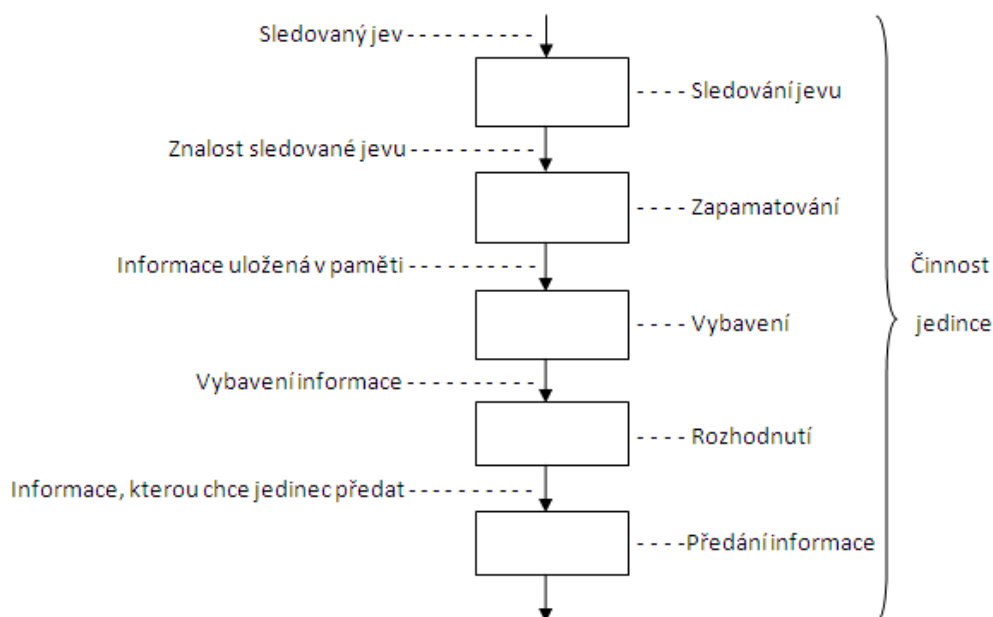 Sledovaný jev
Sledování jevu
Znalost sledované jevu
Zapamatování
Informace uložená v paměti
Činnost
jedince
Vybavení
Vybavení informace
Rozhodnutí
Informace, kterou chce jedinec předat
Předání informace